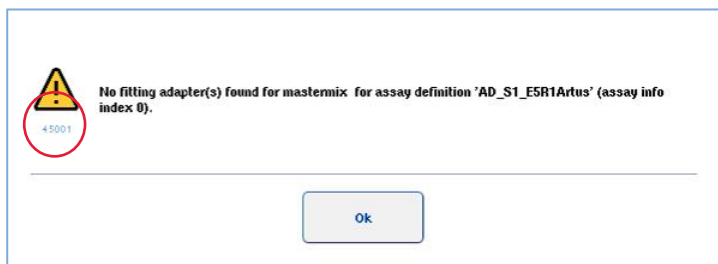 No fitting adapter(s) found for mastermix for assay definition 'AD_S1_E5R1Artus' (assay info
index 0).
45001
Ok